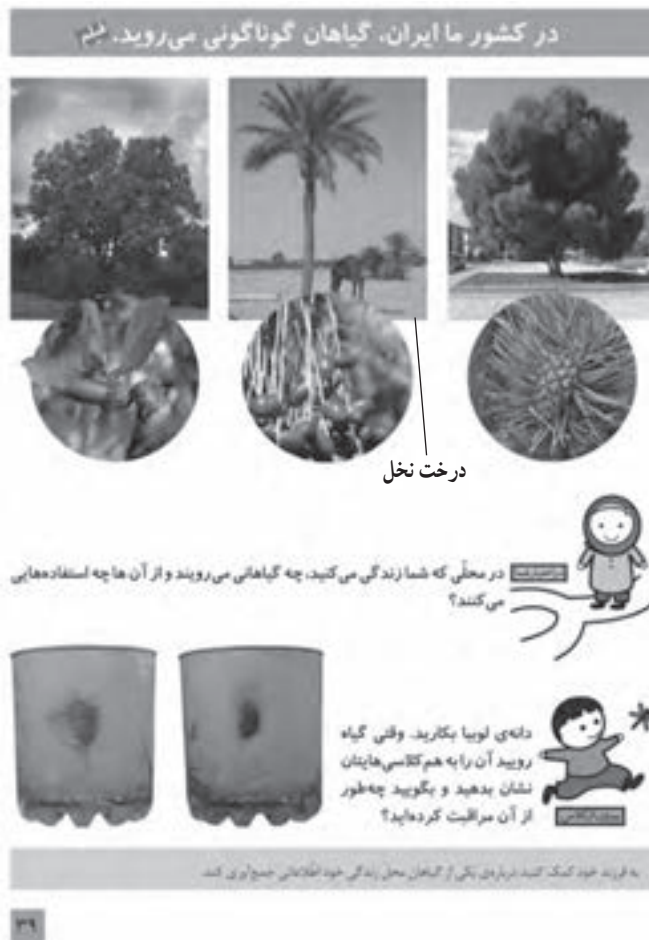 در کشور ما ایران، گیاهان گوناگونی می‌روید.
درخت نخل
در محلّی که شما زندگی می‌کنید، چه گیاهانی می‌رویند و از آن ها چه استفاده‌هایی
می‌کنند؟
دانه‌ی لوبیا بکارید. وقتی گیاه
رویید آن را به هم‌کلاسی‌هایتان
نشان بدهید و بگویید چه‌طور
از آن مراقبت کرده‌اید؟
به فرزند خود کمک کنید درباره‌ی یکی از گیاهان محل زندگی خود اطّلاعاتی جمع‌آوری کند.
۳۹